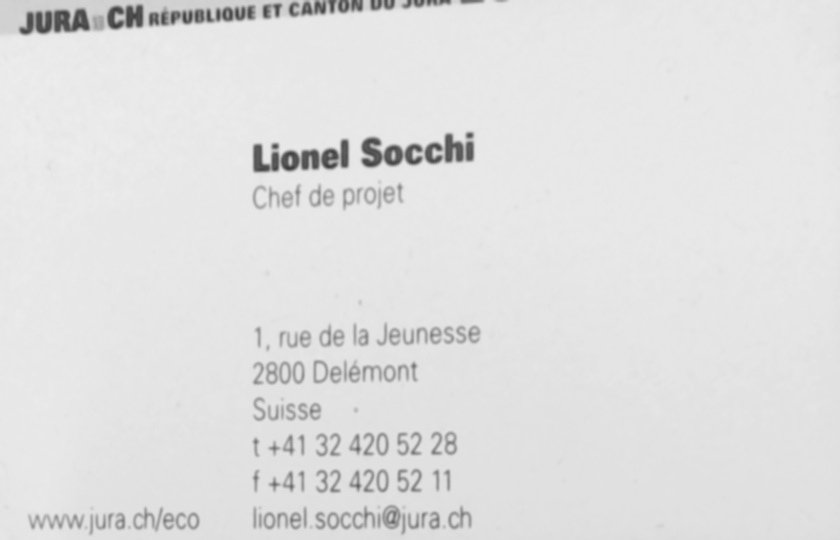 JURA CH RÉPUBLIQUE ET CANTON DU JURA
Lionel Socchi
Chef de projet
1, rue de la Jeunesse
2800 Delémont
Suisse
t +41 32 420 52 28
f +41 32 420 52 11
www.jura.ch/eco lionel.socchi@jura.ch